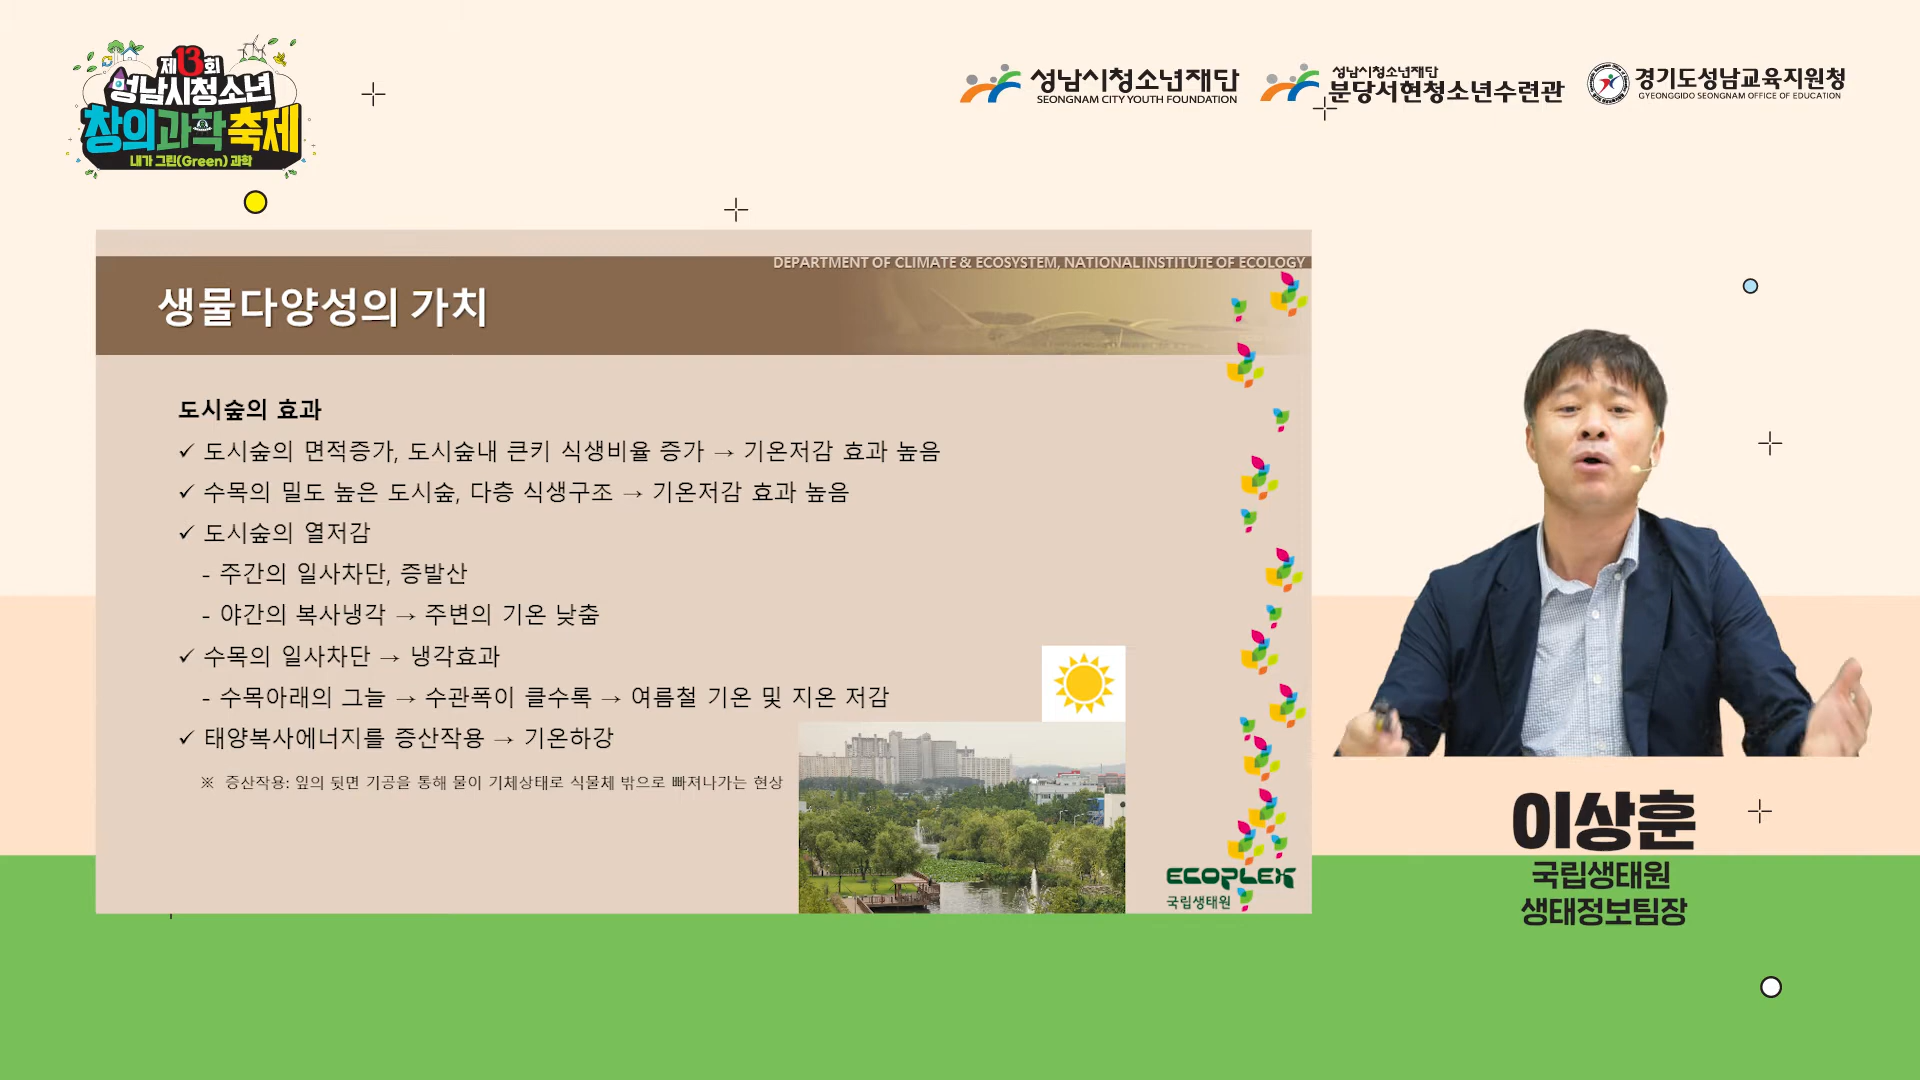 제13회
성남시청소년
창의과학축제
내가 그린(Green) 과학
성남시청소년재단
SEONGNAM CITY YOUTH FOUNDATION
성남시청소년재단
분당서현청소년수련관
경기도성남교육지원청
GYEONGGIDO SEONGNAM OFFICE OF EDUCATION
DEPARTMENT OF CLIMATE & ECOSYSTEM, NATIONAL INSTITUTE OF ECOLOGY
생물다양성의 가치
도시숲의 효과
✓ 도시숲의 면적증가, 도시숲내 큰키 식생비율 증가 → 기온저감 효과 높음
✓ 수목의 밀도 높은 도시숲, 다층 식생구조 → 기온저감 효과 높음
✓ 도시숲의 열저감
- 주간의 일사차단, 증발산
- 야간의 복사냉각 → 주변의 기온 낮춤
✓ 수목의 일사차단 → 냉각효과
- 수목아래의 그늘 → 수관폭이 클수록 → 여름철 기온 및 지온 저감
✓ 태양복사에너지를 증산작용 → 기온하강
※ 증산작용: 잎의 뒷면 기공을 통해 물이 기체상태로 식물체 밖으로 빠져나가는 현상
ECOPLEX
국립생태원
이상훈
국립생태원
생태정보팀장